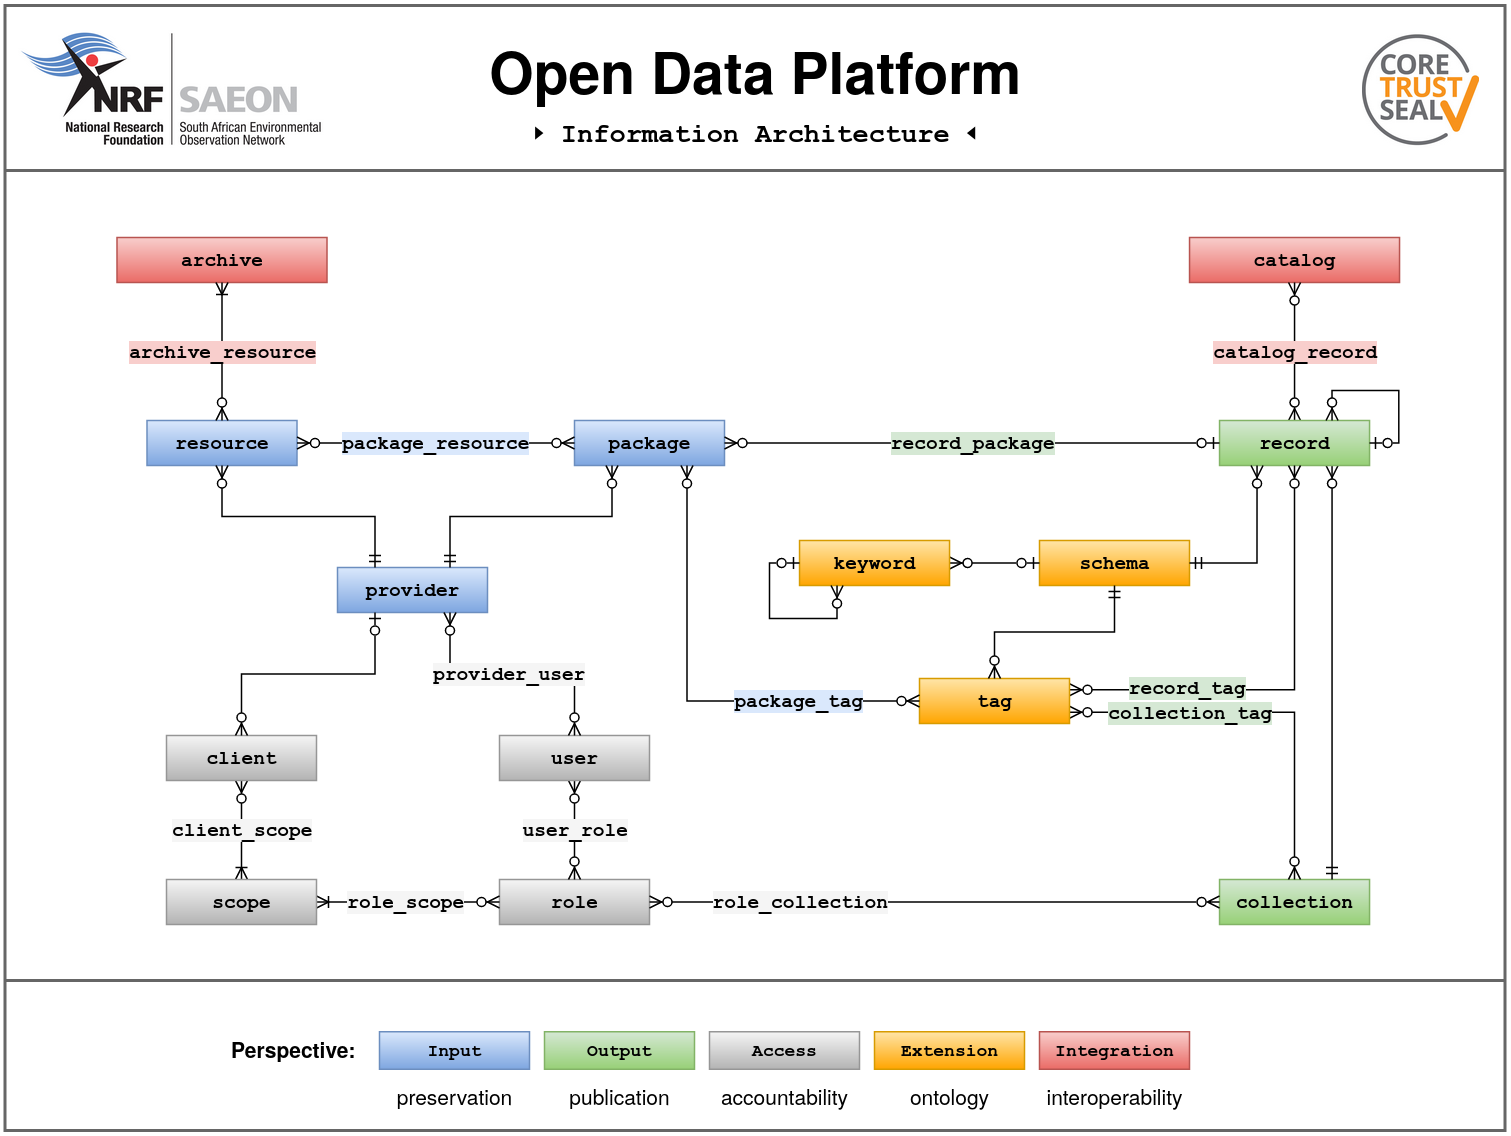 NRF
SAEON
National Research
Foundation
South African Environmental
Observation Network
Open Data Platform
Information Architecture
CORE
TRUST
SEAL
archive
catalog
archive_resource
catalog_record
resource
package_resource
package
record_package
record
keyword
schema
provider
provider_user
package_tag
tag
record_tag
collection_tag
client
user
client_scope
user_role
scope
role_scope
role
role_collection
collection
Perspective:
Input
Output
Access
Extension
Integration
preservation
publication
accountability
ontology
interoperability